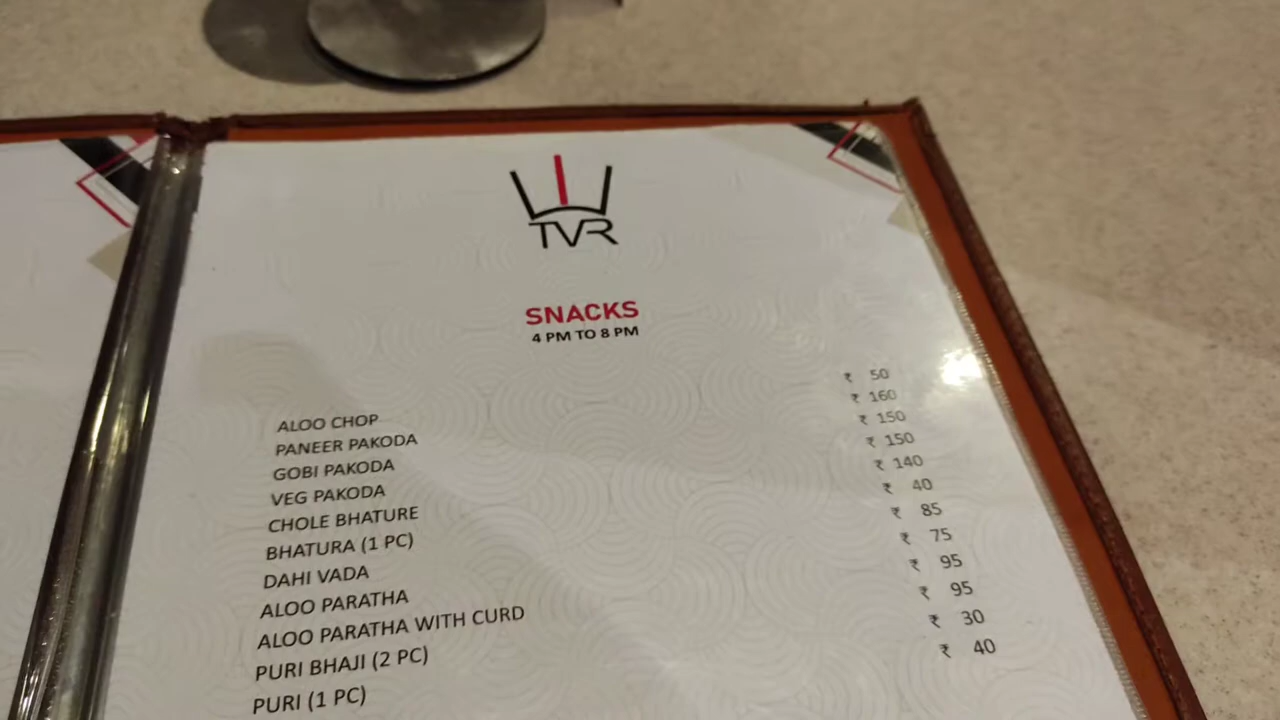 TVR
SNACKS
4 PM TO 8 PM
ALOO CHOP ₹ 50
PANEER PAKODA ₹ 160
GOBI PAKODA ₹ 150
VEG PAKODA ₹ 150
CHOLE BHATURE ₹ 140
BHATURA (1 PC) ₹ 40
DAHI VADA ₹ 85
ALOO PARATHA ₹ 75
ALOO PARATHA WITH CURD ₹ 95
PURI BHAJI (2 PC) ₹ 95
PURI (1 PC) ₹ 30
₹ 40